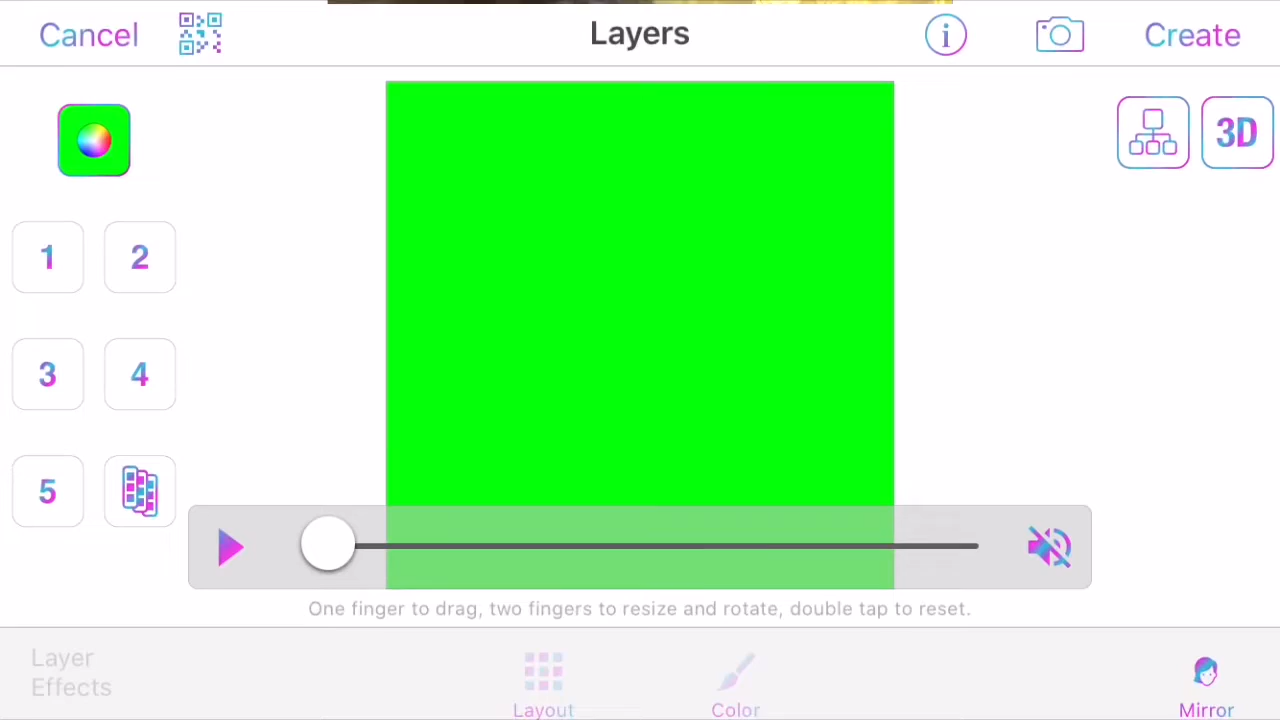 Cancel
Layers
i
Create
3D
1
2
3
4
5
One finger to drag, two fingers to resize and rotate, double tap to reset.
Layer
Effects
Layout
Color
Mirror